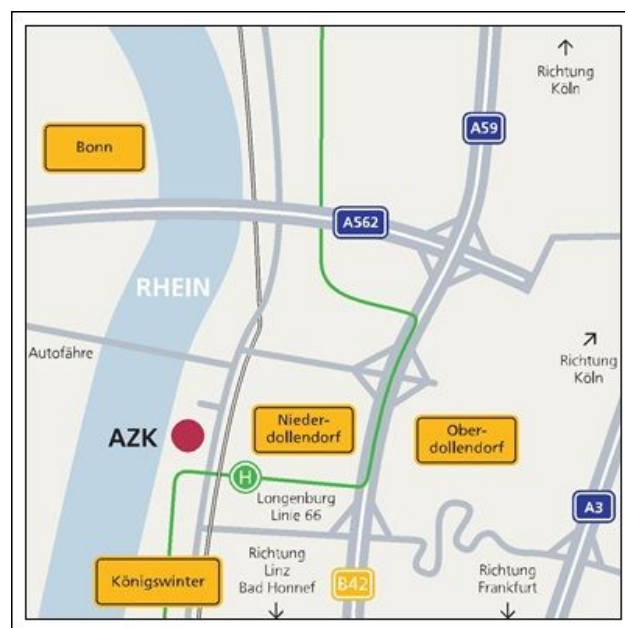 Richtung
Köln
A59
Bonn
A562
RHEIN
Autofähre
Richtung
Köln
Nieder-
dollendorf
Ober-
dollendorf
AZK
H
Longenburg
Linie 66
A3
Richtung
Linz
Bad Honnef
Königswinter
B42
Richtung
Frankfurt